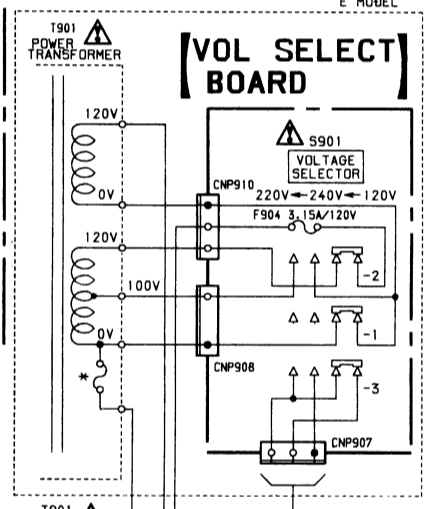 E MODEL
T901
POWER
TRANSFORMER
VOL SELECT
BOARD
120V
S901
VOLTAGE
SELECTOR
CNP910
0V
220V 240V 120V
F904 3.15A/120V
120V
-2
100V
-1
0V
CNP908
*
-3
CNP907